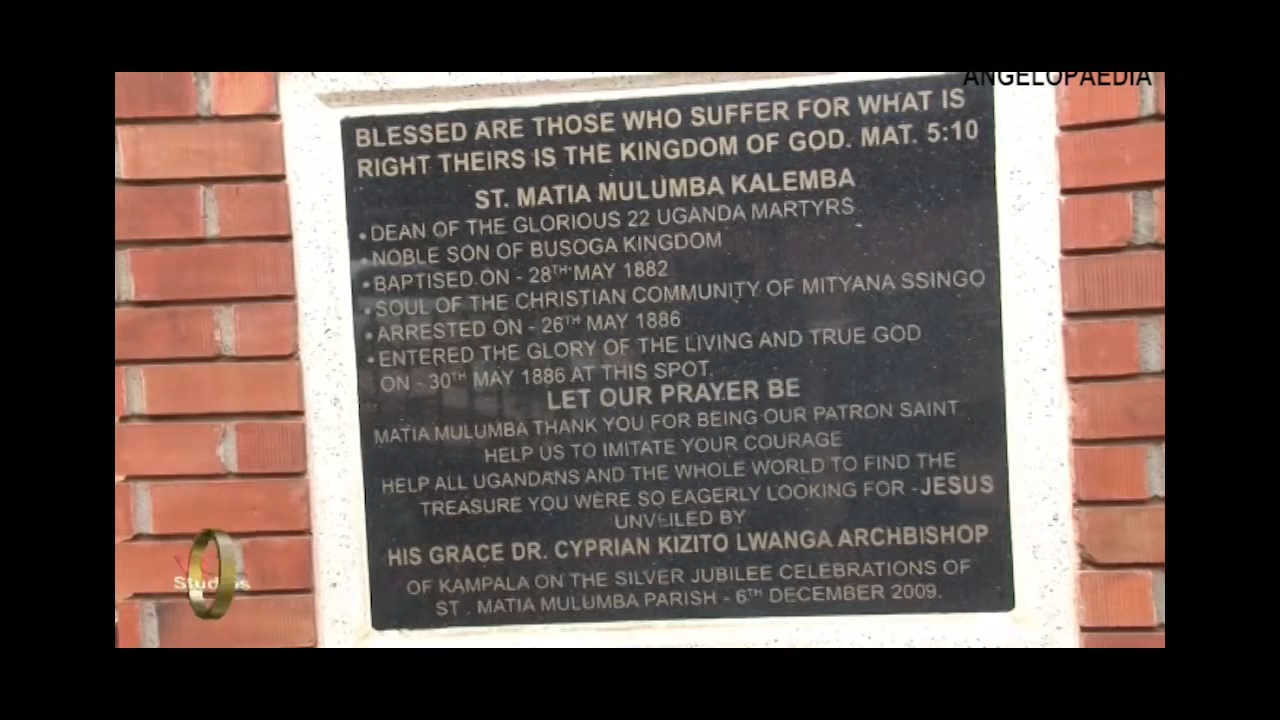 ANGELOPAEDIA
BLESSED ARE THOSE WHO SUFFER FOR WHAT IS
RIGHT THEIRS IS THE KINGDOM OF GOD. MAT. 5:10
ST. MATIA MULUMBA KALEMBA
• DEAN OF THE GLORIOUS 22 UGANDA MARTYRS
• NOBLE SON OF BUSOGA KINGDOM
• BAPTISED ON - 28TH MAY 1882
• SOUL OF THE CHRISTIAN COMMUNITY OF MITYANA SSINGO
• ARRESTED ON - 26TH MAY 1886
• ENTERED THE GLORY OF THE LIVING AND TRUE GOD
ON - 30TH MAY 1886 AT THIS SPOT.
LET OUR PRAYER BE
MATIA MULUMBA THANK YOU FOR BEING OUR PATRON SAINT
HELP US TO IMITATE YOUR COURAGE
HELP ALL UGANDANS AND THE WHOLE WORLD TO FIND THE
TREASURE YOU WERE SO EAGERLY LOOKING FOR - JESUS
UNVEILED BY
HIS GRACE DR. CYPRIAN KIZITO LWANGA ARCHBISHOP
OF KAMPALA ON THE SILVER JUBILEE CELEBRATIONS OF
ST . MATIA MULUMBA PARISH - 6TH DECEMBER 2009.